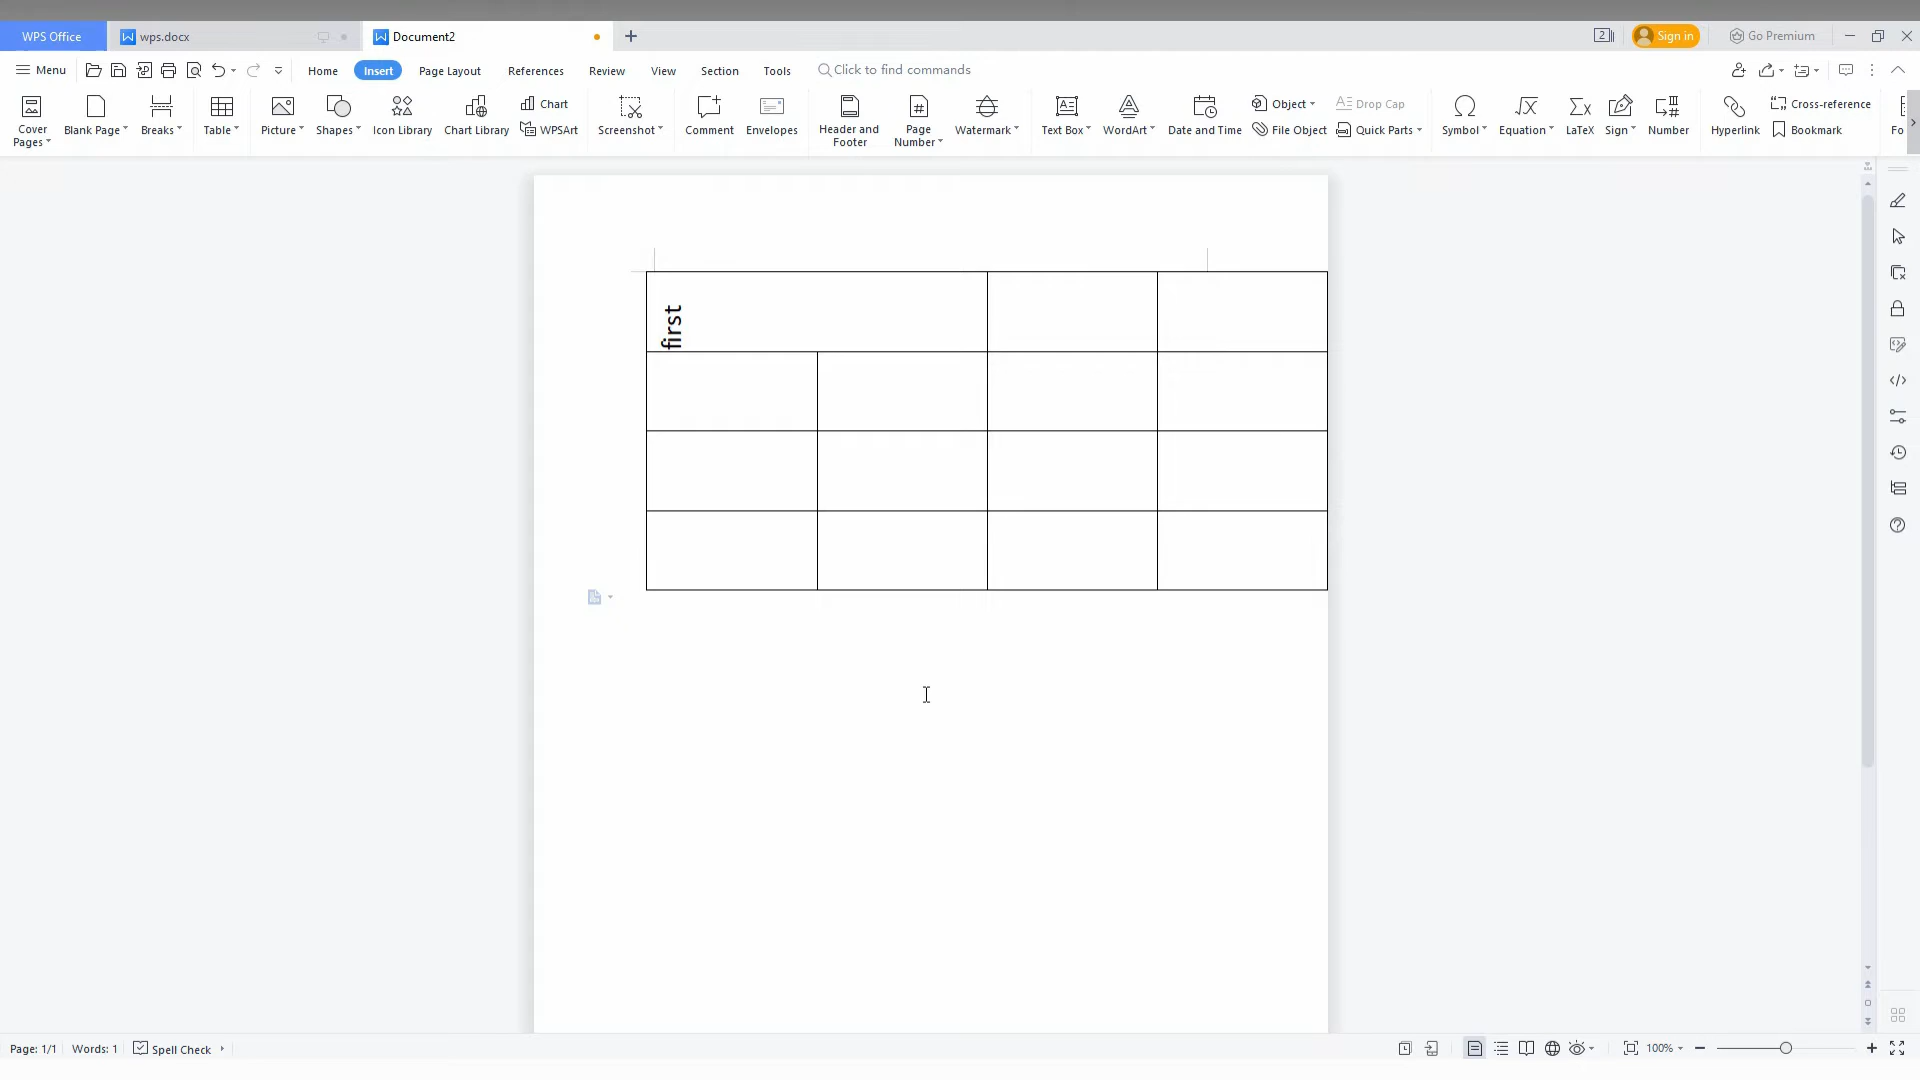 WPS Office
wps.docx
Document2
2
Sign in
Go Premium
Menu
Home
Insert
Page Layout
References
Review
View
Section
Tools
Click to find commands
Cover Pages
Blank Page
Breaks
Table
Picture
Shapes
Icon Library
Chart Library
Chart
WPSArt
Screenshot
Comment
Envelopes
Header and Footer
Page Number
Watermark
Text Box
WordArt
Date and Time
Object
File Object
Drop Cap
Quick Parts
Symbol
Equation
LaTeX
Sign
Number
Hyperlink
Cross-reference
Bookmark
Fo
first
Page: 1/1
Words: 1
Spell Check
100%